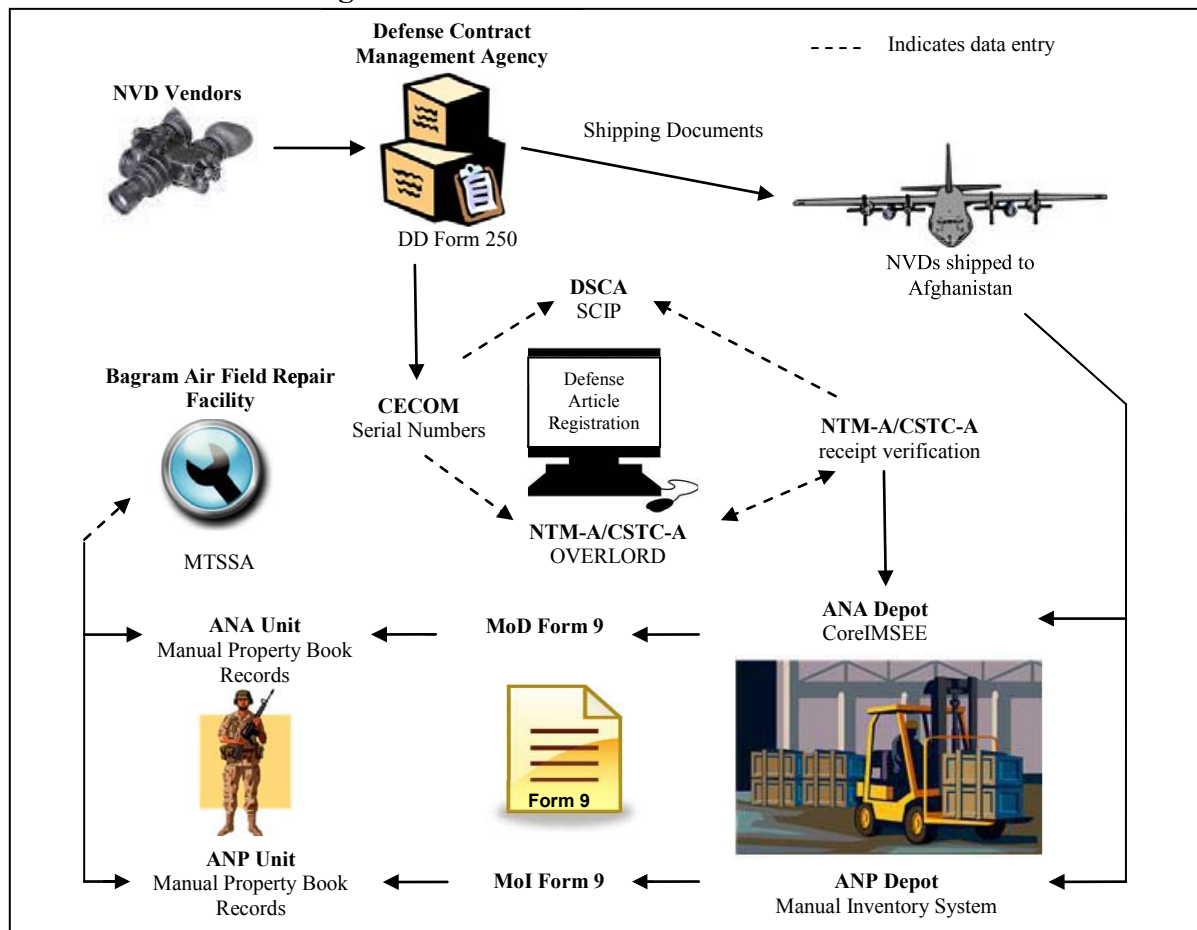 Defense Contract
Management Agency
Indicates data entry
NVD Vendors
Shipping Documents
DD Form 250
NVDs shipped to
Afghanistan
DSCA
SCIP
Bagram Air Field Repair
Facility
Defense
Article
Registration
CECOM
Serial Numbers
NTM-A/CSTC-A
receipt verification
NTM-A/CSTC-A
OVERLORD
MTSSA
ANA Unit
Manual Property Book
Records
MoD Form 9
ANA Depot
CoreIMSEE
Form 9
ANP Unit
Manual Property Book
Records
MoI Form 9
ANP Depot
Manual Inventory System